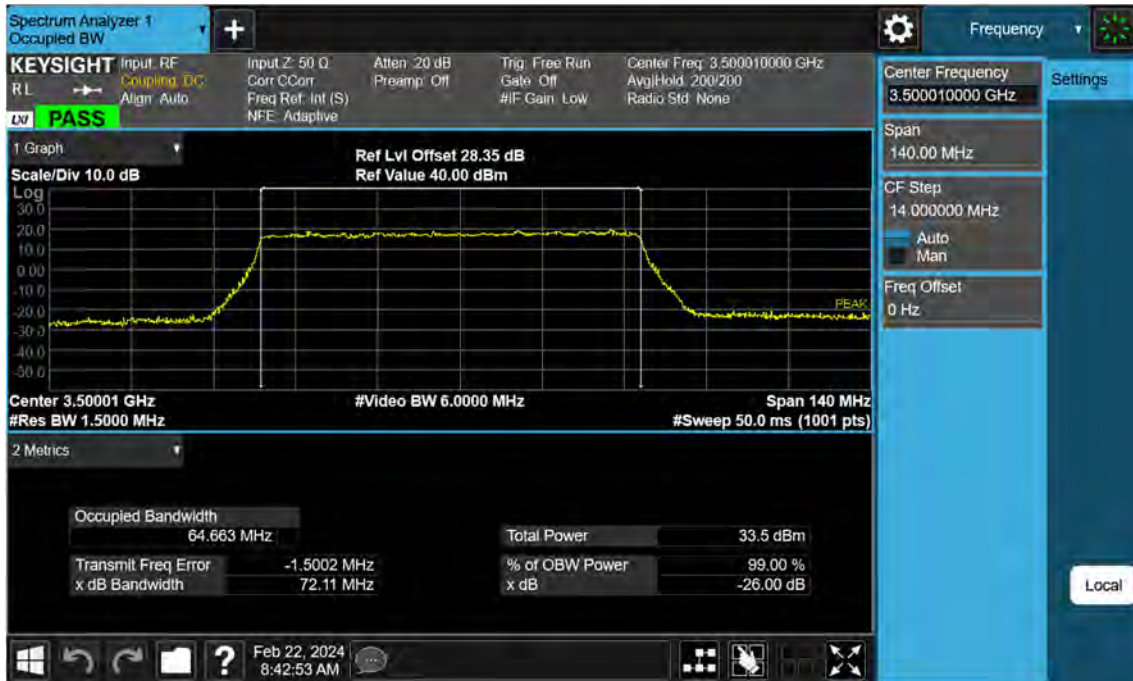 Spectrum Analyzer 1
Occupied BW
+
Frequency
KEYSIGHT
RL
LXI
PASS
Input: RF
Coupling: DC
Align: Auto
Input Z: 50 Ω
Corr CCorr
Freq Ref: Int (S)
NFE: Adaptive
Atten: 20 dB
Preamp: Off
Trig: Free Run
Gate: Off
#IF Gain: Low
Center Freq: 3.500010000 GHz
Avg|Hold: 200/200
Radio Std: None
Center Frequency
3.500010000 GHz
Settings
Span
140.00 MHz
CF Step
14.000000 MHz
Auto
Man
Freq Offset
0 Hz
Local
1 Graph
Scale/Div 10.0 dB
Ref Lvl Offset 28.35 dB
Ref Value 40.00 dBm
Log
30.0
20.0
10.0
0.00
-10.0
-20.0
-30.0
-40.0
-50.0
PEAK
Center 3.50001 GHz
#Video BW 6.0000 MHz
Span 140 MHz
#Res BW 1.5000 MHz
#Sweep 50.0 ms (1001 pts)
2 Metrics
Occupied Bandwidth
64.663 MHz
Total Power 33.5 dBm
Transmit Freq Error -1.5002 MHz
% of OBW Power 99.00 %
x dB Bandwidth 72.11 MHz
x dB -26.00 dB
?
Feb 22, 2024
8:42:53 AM